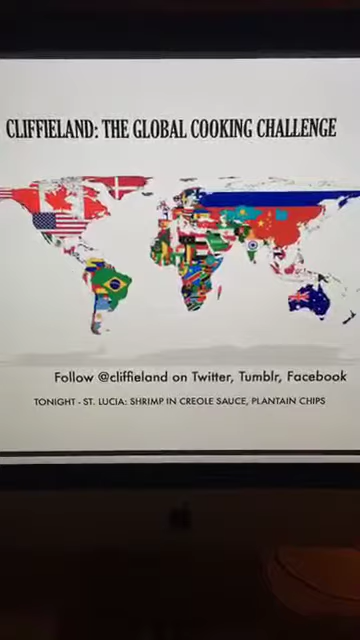 CLIFFIELAND: THE GLOBAL COOKING CHALLENGE
Follow @cliffieland on Twitter, Tumblr, Facebook
TONIGHT - ST. LUCIA: SHRIMP IN CREOLE SAUCE, PLANTAIN CHIPS